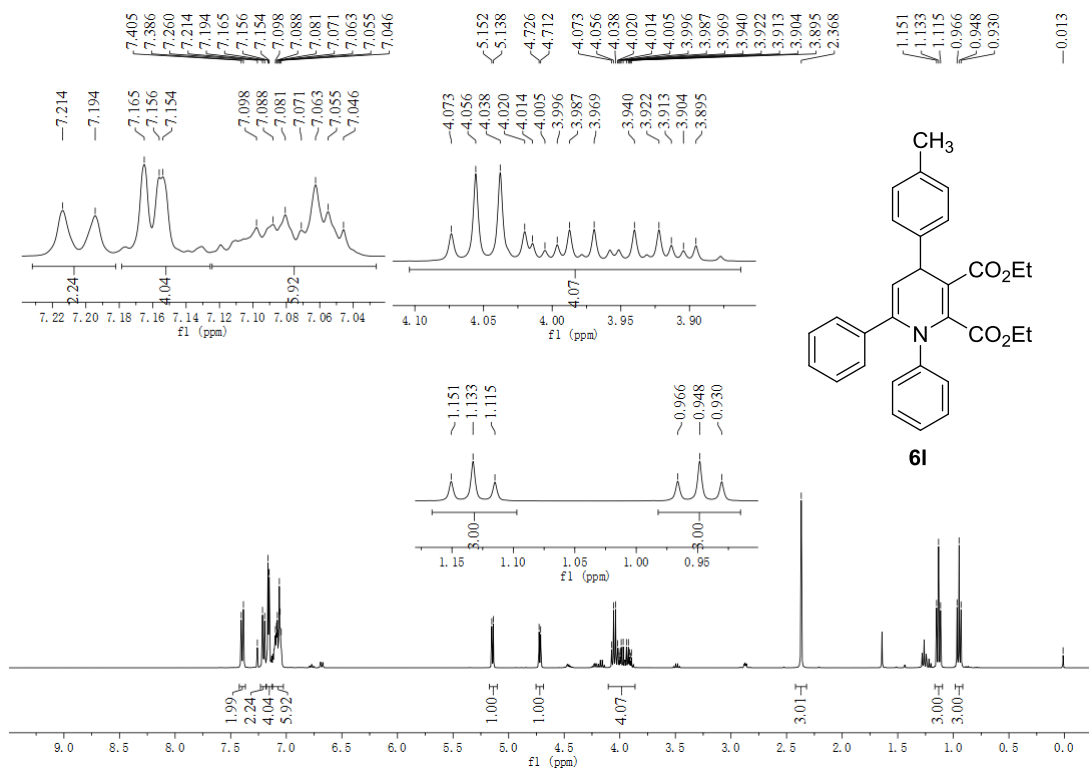 7.405 7.386 7.260 7.214 7.194 7.165 7.156 7.154 7.098 7.088 7.081 7.071 7.063 7.055 7.046 5.152 5.138 4.726 4.712 4.073 4.056 4.038 4.020 4.014 4.005 3.996 3.987 3.969 3.940 3.922 3.913 3.904 3.895 2.368 1.151 1.133 1.115 0.966 0.948 0.930 0.013
7.214 7.194 7.165 7.156 7.154 7.098 7.088 7.081 7.071 7.063 7.055 7.046
4.073 4.056 4.038 4.020 4.014 4.005 3.996 3.987 3.969 3.940 3.922 3.913 3.904 3.895
2.24 4.04 5.92
7.22 7.20 7.18 7.16 7.14 7.12 7.10 7.08 7.06 7.04
f1 (ppm)
4.07
4.10 4.05 4.00 3.95 3.90
f1 (ppm)
CH3
CO2Et
CO2Et
N
6l
1.151 1.133 1.115 0.966 0.948 0.930
3.00 3.00
1.15 1.10 1.05 1.00 0.95
f1 (ppm)
1.99 2.24 4.04 5.92 1.00 1.00 4.07 3.01 3.00 3.00
9.0 8.5 8.0 7.5 7.0 6.5 6.0 5.5 5.0 4.5 4.0 3.5 3.0 2.5 2.0 1.5 1.0 0.5 0.0
f1 (ppm)